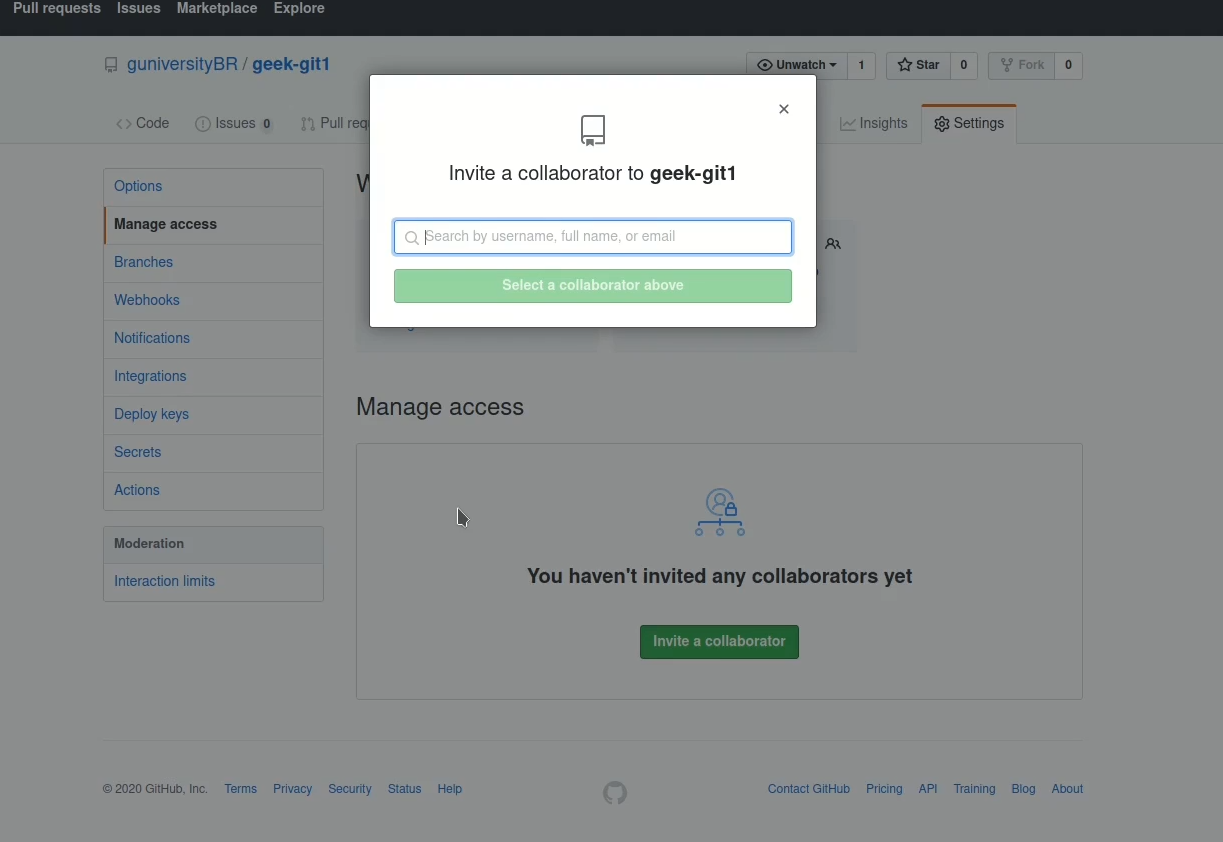 Pull requests Issues Marketplace Explore
guniversityBR / geek-git1
Unwatch 1 Star 0 Fork 0
Code Issues 0 Pull req Insights Settings
Invite a collaborator to geek-git1
Search by username, full name, or email
Select a collaborator above
Options
Manage access
Branches
Webhooks
Notifications
Integrations
Deploy keys
Secrets
Actions
Moderation
Interaction limits
Manage access
You haven't invited any collaborators yet
Invite a collaborator
© 2020 GitHub, Inc. Terms Privacy Security Status Help
Contact GitHub Pricing API Training Blog About